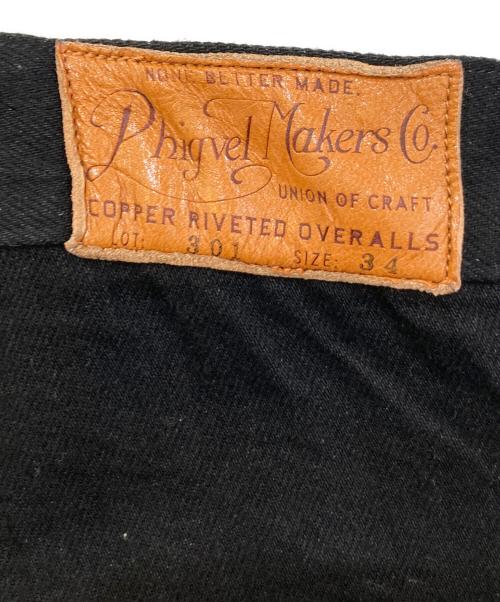 NONE BETTER MADE.
Phigvel Makers Co.
UNION OF CRAFT
COPPER RIVETED OVERALLS
LOT: 301 SIZE: 34